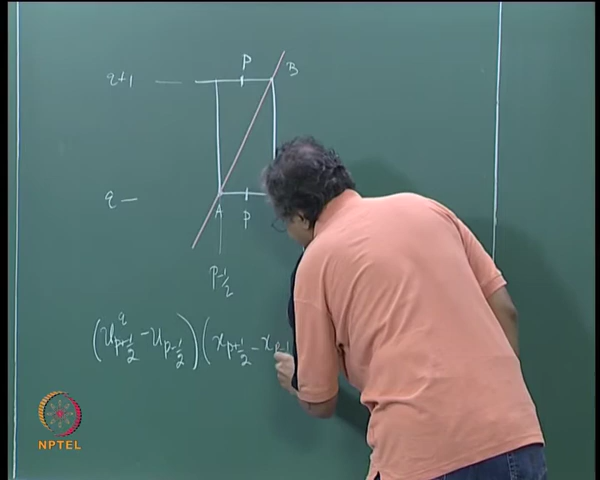 P
q+1 —
B
q —
A
P
P-1/2
(u^q_{p+1/2} - u_{p-1/2}) (x_{p+1/2} - x_{p-1
NPTEL